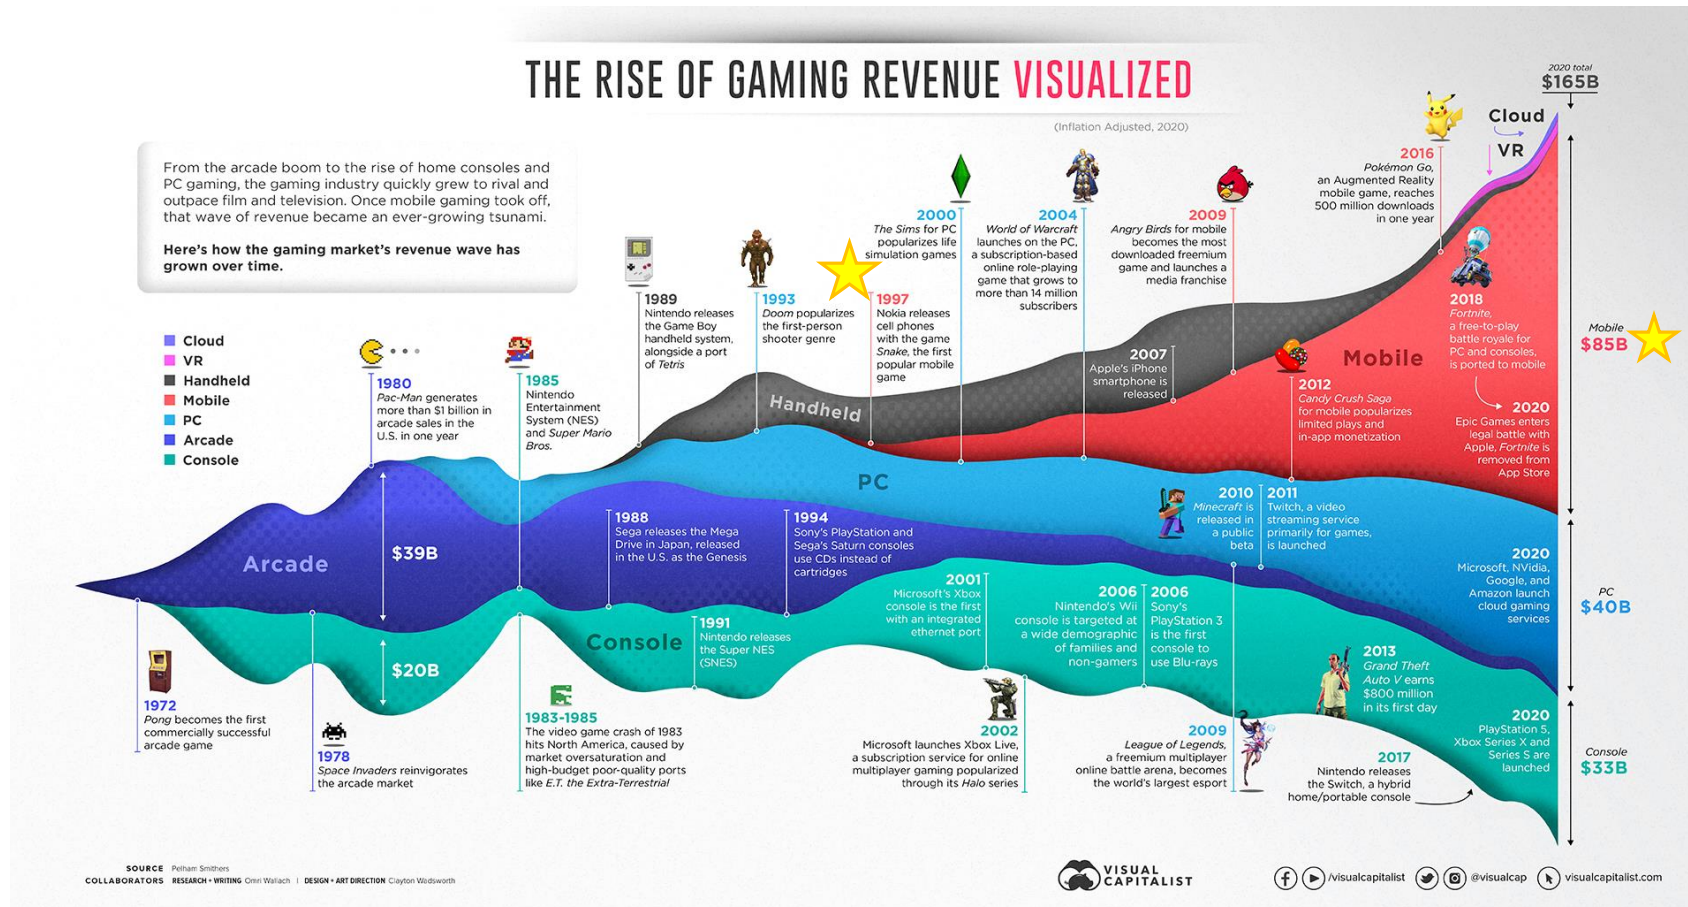 THE RISE OF GAMING REVENUE VISUALIZED
(Inflation Adjusted, 2020)
2020 total
$165B
From the arcade boom to the rise of home consoles and
PC gaming, the gaming industry quickly grew to rival and
outpace film and television. Once mobile gaming took off,
that wave of revenue became an ever-growing tsunami.
Here's how the gaming market's revenue wave has
grown over time.
Cloud
VR
Handheld
Mobile
PC
Arcade
Console
1980
Pac-Man generates
more than $1 billion in
arcade sales in the
U.S. in one year
1985
Nintendo
Entertainment
System (NES)
and Super Mario
Bros.
1989
Nintendo releases
the Game Boy
handheld system,
alongside a port
of Tetris
1993
Doom popularizes
the first-person
shooter genre
1997
Nokia releases
cell phones
with the game
Snake, the first
popular mobile
game
2000
The Sims for PC
popularizes life
simulation games
2004
World of Warcraft
launches on the PC,
a subscription-based
online role-playing
game that grows to
more than 14 million
subscribers
2009
Angry Birds for mobile
becomes the most
downloaded freemium
game and launches a
media franchise
2016
Pokémon Go,
an Augmented Reality
mobile game, reaches
500 million downloads
in one year
Cloud
VR
2007
Apple's iPhone
smartphone is
released
2012
Candy Crush Saga
for mobile popularizes
limited plays and
in-app monetization
2018
Fortnite,
a free-to-play
battle royale for
PC and consoles,
is ported to mobile
2020
Epic Games enters
legal battle with
Apple, Fortnite is
removed from
App Store
Handheld
Mobile
PC
Arcade
Console
$39B
$20B
Mobile
$85B
1988
Sega releases the Mega
Drive in Japan, released
in the U.S. as the Genesis
1994
Sony's PlayStation and
Sega's Saturn consoles
use CDs instead of
cartridges
2010
Minecraft is
released in
a public
beta
2011
Twitch, a video
streaming service
primarily for games,
is launched
2020
Microsoft, NVidia,
Google, and
Amazon launch
cloud gaming
services
PC
$40B
1991
Nintendo releases
the Super NES
(SNES)
2001
Microsoft's Xbox
console is the first
with an integrated
ethernet port
2006
Nintendo's Wii
console is targeted at
a wide demographic
of families and
non-gamers
2006
Sony's
PlayStation 3
is the first
console to
use Blu-rays
2013
Grand Theft
Auto V earns
$800 million
in its first day
2020
PlayStation 5,
Xbox Series X and
Series S are
launched
Console
$33B
1972
Pong becomes the first
commercially successful
arcade game
1978
Space Invaders reinvigorates
the arcade market
1983-1985
The video game crash of 1983
hits North America, caused by
market oversaturation and
high-budget poor-quality ports
like E.T. the Extra-Terrestrial
2002
Microsoft launches Xbox Live,
a subscription service for online
multiplayer gaming popularized
through its Halo series
2009
League of Legends,
a freemium multiplayer
online battle arena, becomes
the world's largest esport
2017
Nintendo releases
the Switch, a hybrid
home/portable console
SOURCE Pelham Smithers
COLLABORATORS RESEARCH + WRITING Omri Wallach | DESIGN + ART DIRECTION Clayton Wadsworth
VISUAL
CAPITALIST
/visualcapitalist
@visualcap
visualcapitalist.com